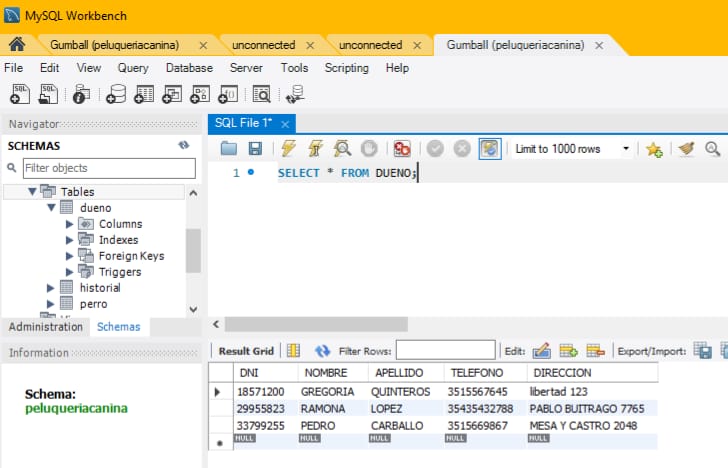 MySQL Workbench
Gumball (peluqueriacanina) × unconnected × unconnected × Gumball (peluqueriacanina) ×
File Edit View Query Database Server Tools Scripting Help
Navigator
SQL File 1* ×
SCHEMAS
Limit to 1000 rows
Filter objects
1 SELECT * FROM DUENO;
Tables
dueno
Columns
Indexes
Foreign Keys
Triggers
historial
perro
Administration Schemas
Information
Result Grid Filter Rows: Edit: Export/Import:
Schema:
peluqueriacanina
DNI NOMBRE APELLIDO TELEFONO DIRECCION
18571200 GREGORIA QUINTEROS 3515567645 libertad 123
29955823 RAMONA LOPEZ 35435432788 PABLO BUITRAGO 7765
33799255 PEDRO CARBALLO 3515669867 MESA Y CASTRO 2048
NULL NULL NULL NULL NULL